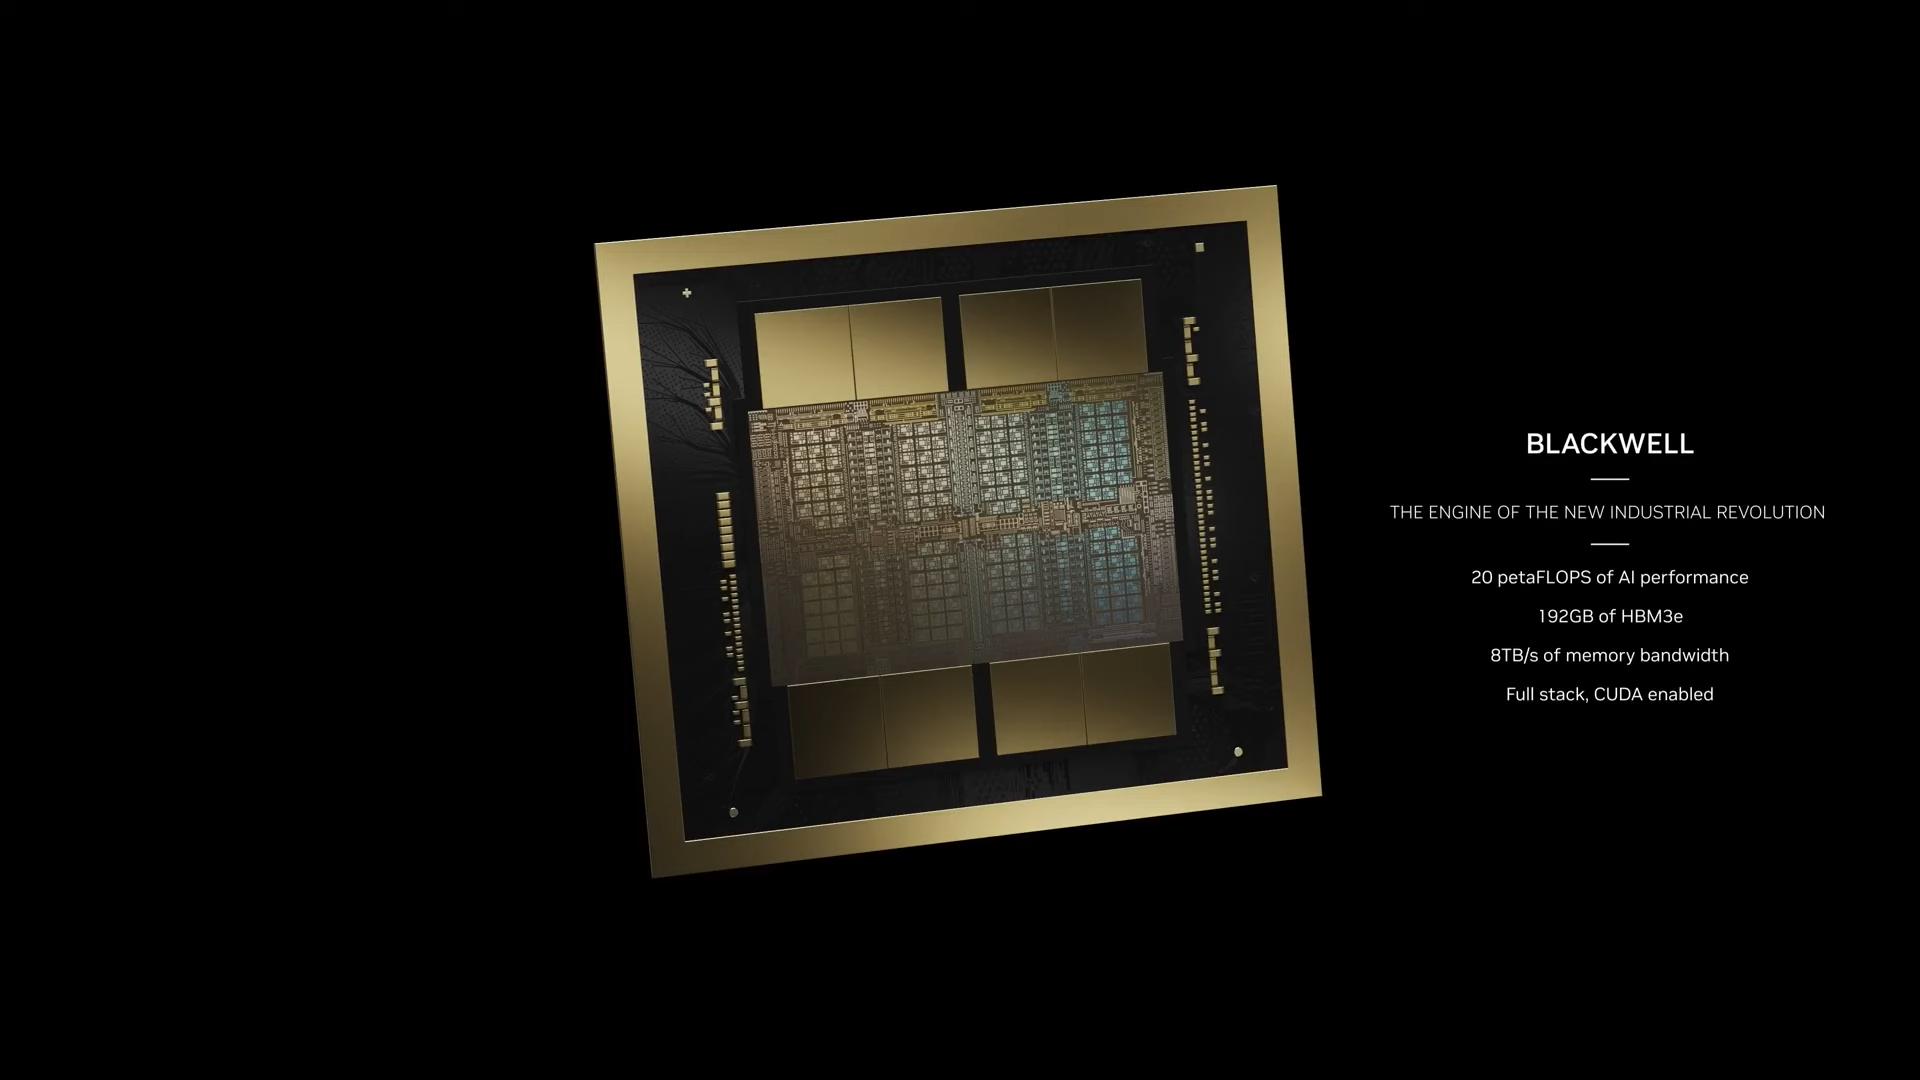 BLACKWELL
THE ENGINE OF THE NEW INDUSTRIAL REVOLUTION
20 petaFLOPS of AI performance
192GB of HBM3e
8TB/s of memory bandwidth
Full stack, CUDA enabled